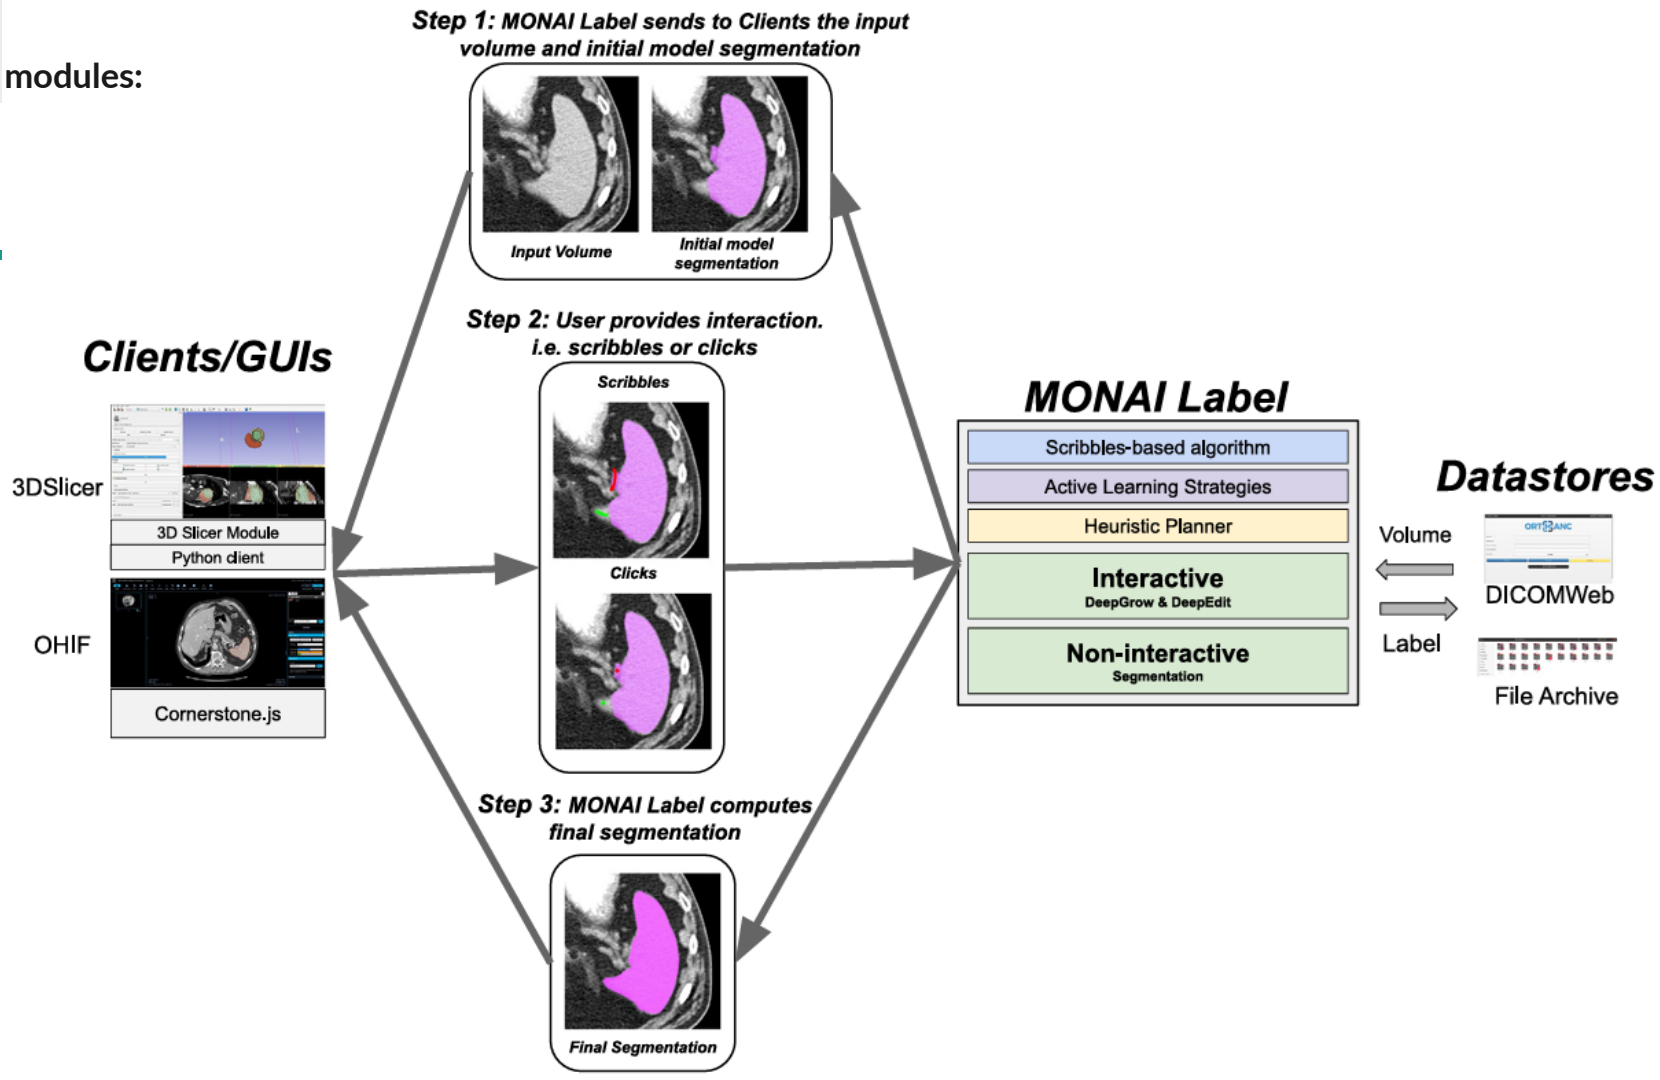 Step 1: MONAI Label sends to Clients the input
volume and initial model segmentation
modules:
Input Volume
Initial model
segmentation
Step 2: User provides interaction.
i.e. scribbles or clicks
Clients/GUIs
Scribbles
MONAI Label
Scribbles-based algorithm
Active Learning Strategies
Heuristic Planner
Interactive
DeepGrow & DeepEdit
Non-interactive
Segmentation
Datastores
Volume
Label
ORTHANC
DICOMWeb
File Archive
3DSlicer
3D Slicer Module
Python client
Clicks
OHIF
Cornerstone.js
Step 3: MONAI Label computes
final segmentation
Final Segmentation